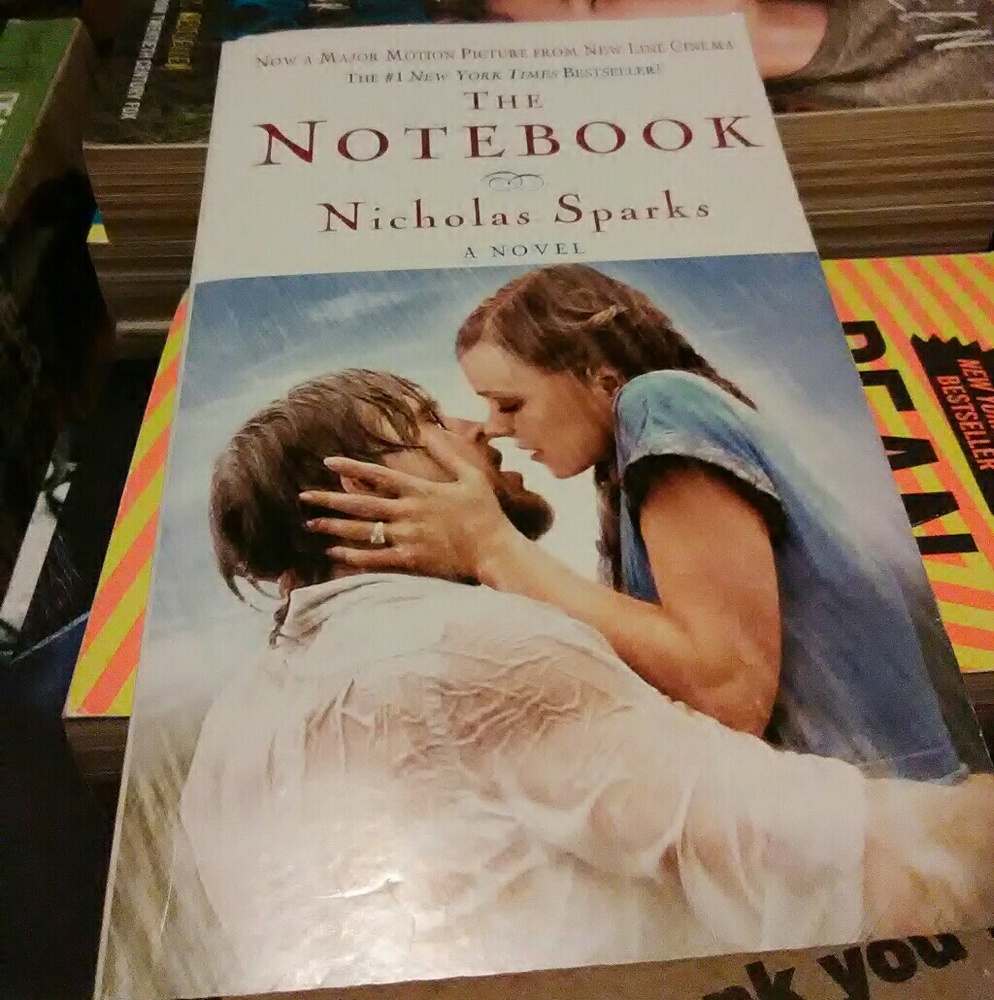 NOW A MAJOR MOTION PICTURE FROM NEW LINE CINEMA
THE #1 NEW YORK TIMES BESTSELLER!
THE
NOTEBOOK
Nicholas Sparks
A NOVEL
NEW YORK
BESTSELLER
you